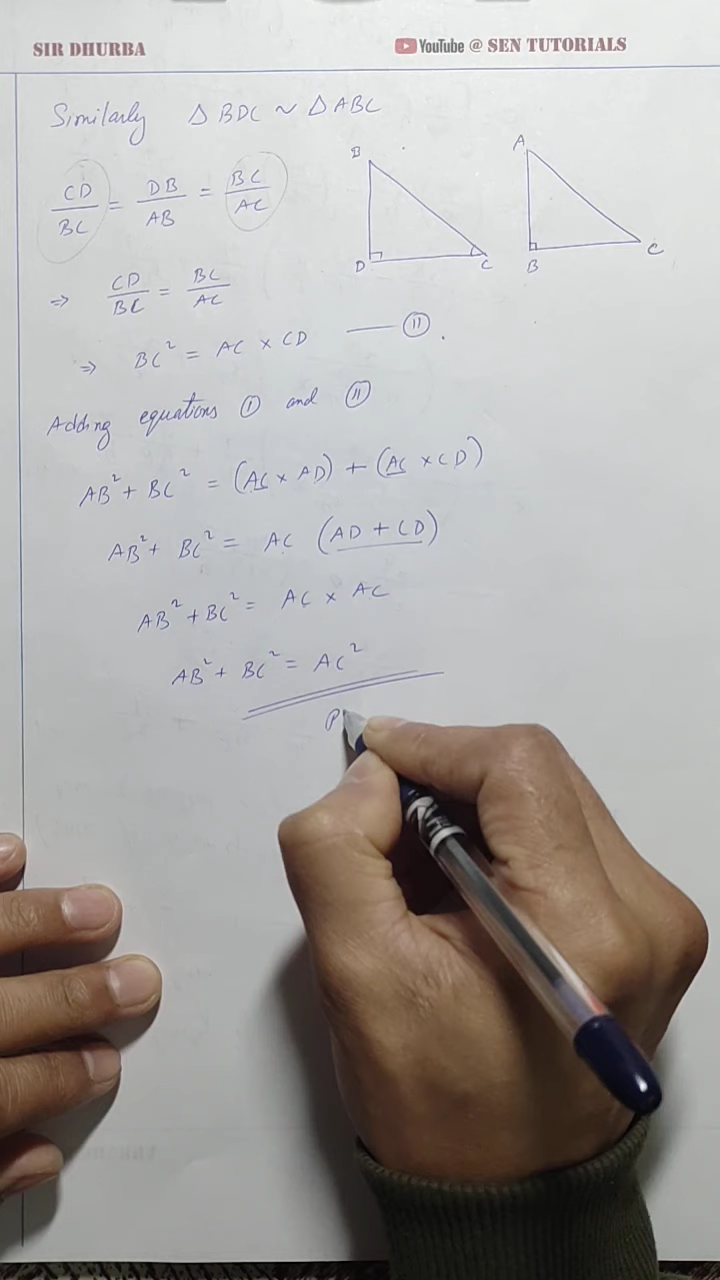 SIR DHURBA
YouTube @ SEN TUTORIALS
Similarly Δ BDC ~ Δ ABC
CD/BC = DB/AB = BC/AC
B
D
C
A
B
C
⇒ CD/BC = BC/AC
⇒ BC² = AC × CD —— (II).
Adding equations (I) and (II)
AB² + BC² = (AC × AD) + (AC × CD)
AB² + BC² = AC (AD + CD)
AB² + BC² = AC × AC
AB² + BC² = AC²
P